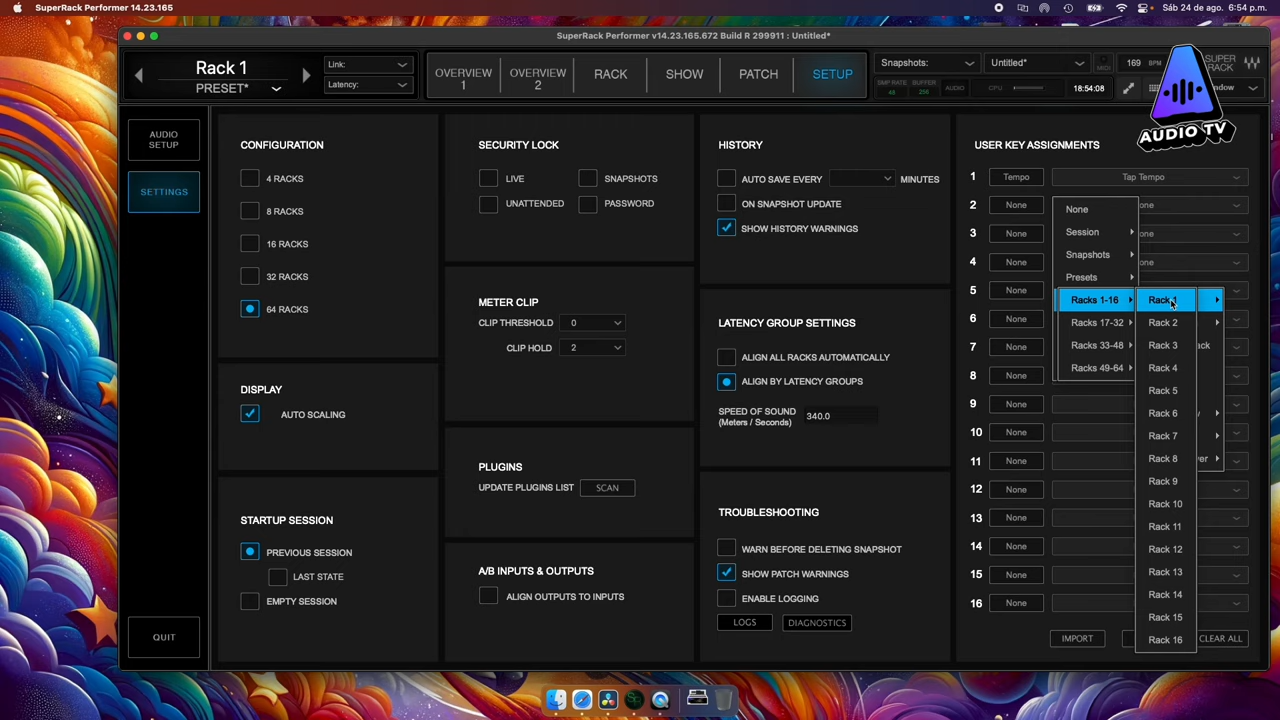 SuperRack Performer 14.23.165
Sáb 24 de ago. 6:54 p.m.
SuperRack Performer v14.23.165.672 Build R 299911 : Untitled*
Rack 1
PRESET*
Link:
Latency:
OVERVIEW
1
OVERVIEW
2
RACK
SHOW
PATCH
SETUP
Snapshots:
Untitled*
MIDI
169 BPM
SUPER
RACK
SMP RATE
48
BUFFER
256
AUDIO
CPU:
18:54:08
AUDIO TV
AUDIO
SETUP
SETTINGS
QUIT
CONFIGURATION
4 RACKS
8 RACKS
16 RACKS
32 RACKS
64 RACKS
DISPLAY
AUTO SCALING
STARTUP SESSION
PREVIOUS SESSION
LAST STATE
EMPTY SESSION
SECURITY LOCK
LIVE
SNAPSHOTS
UNATTENDED
PASSWORD
METER CLIP
CLIP THRESHOLD 0
CLIP HOLD 2
PLUGINS
UPDATE PLUGINS LIST SCAN
A/B INPUTS & OUTPUTS
ALIGN OUTPUTS TO INPUTS
HISTORY
AUTO SAVE EVERY MINUTES
ON SNAPSHOT UPDATE
SHOW HISTORY WARNINGS
LATENCY GROUP SETTINGS
ALIGN ALL RACKS AUTOMATICALLY
ALIGN BY LATENCY GROUPS
SPEED OF SOUND
(Meters / Seconds)
340.0
TROUBLESHOOTING
WARN BEFORE DELETING SNAPSHOT
SHOW PATCH WARNINGS
ENABLE LOGGING
LOGS
DIAGNOSTICS
USER KEY ASSIGNMENTS
1 Tempo Tap Tempo
2 None
3 None
4 None
5 None
6 None
7 None
8 None
9 None
10 None
11 None
12 None
13 None
14 None
15 None
16 None
None
Session
Snapshots
Presets
Racks 1-16
Racks 17-32
Racks 33-48
Racks 49-64
Rack 1
Rack 2
Rack 3
Rack 4
Rack 5
Rack 6
Rack 7
Rack 8
Rack 9
Rack 10
Rack 11
Rack 12
Rack 13
Rack 14
Rack 15
Rack 16
IMPORT
CLEAR ALL